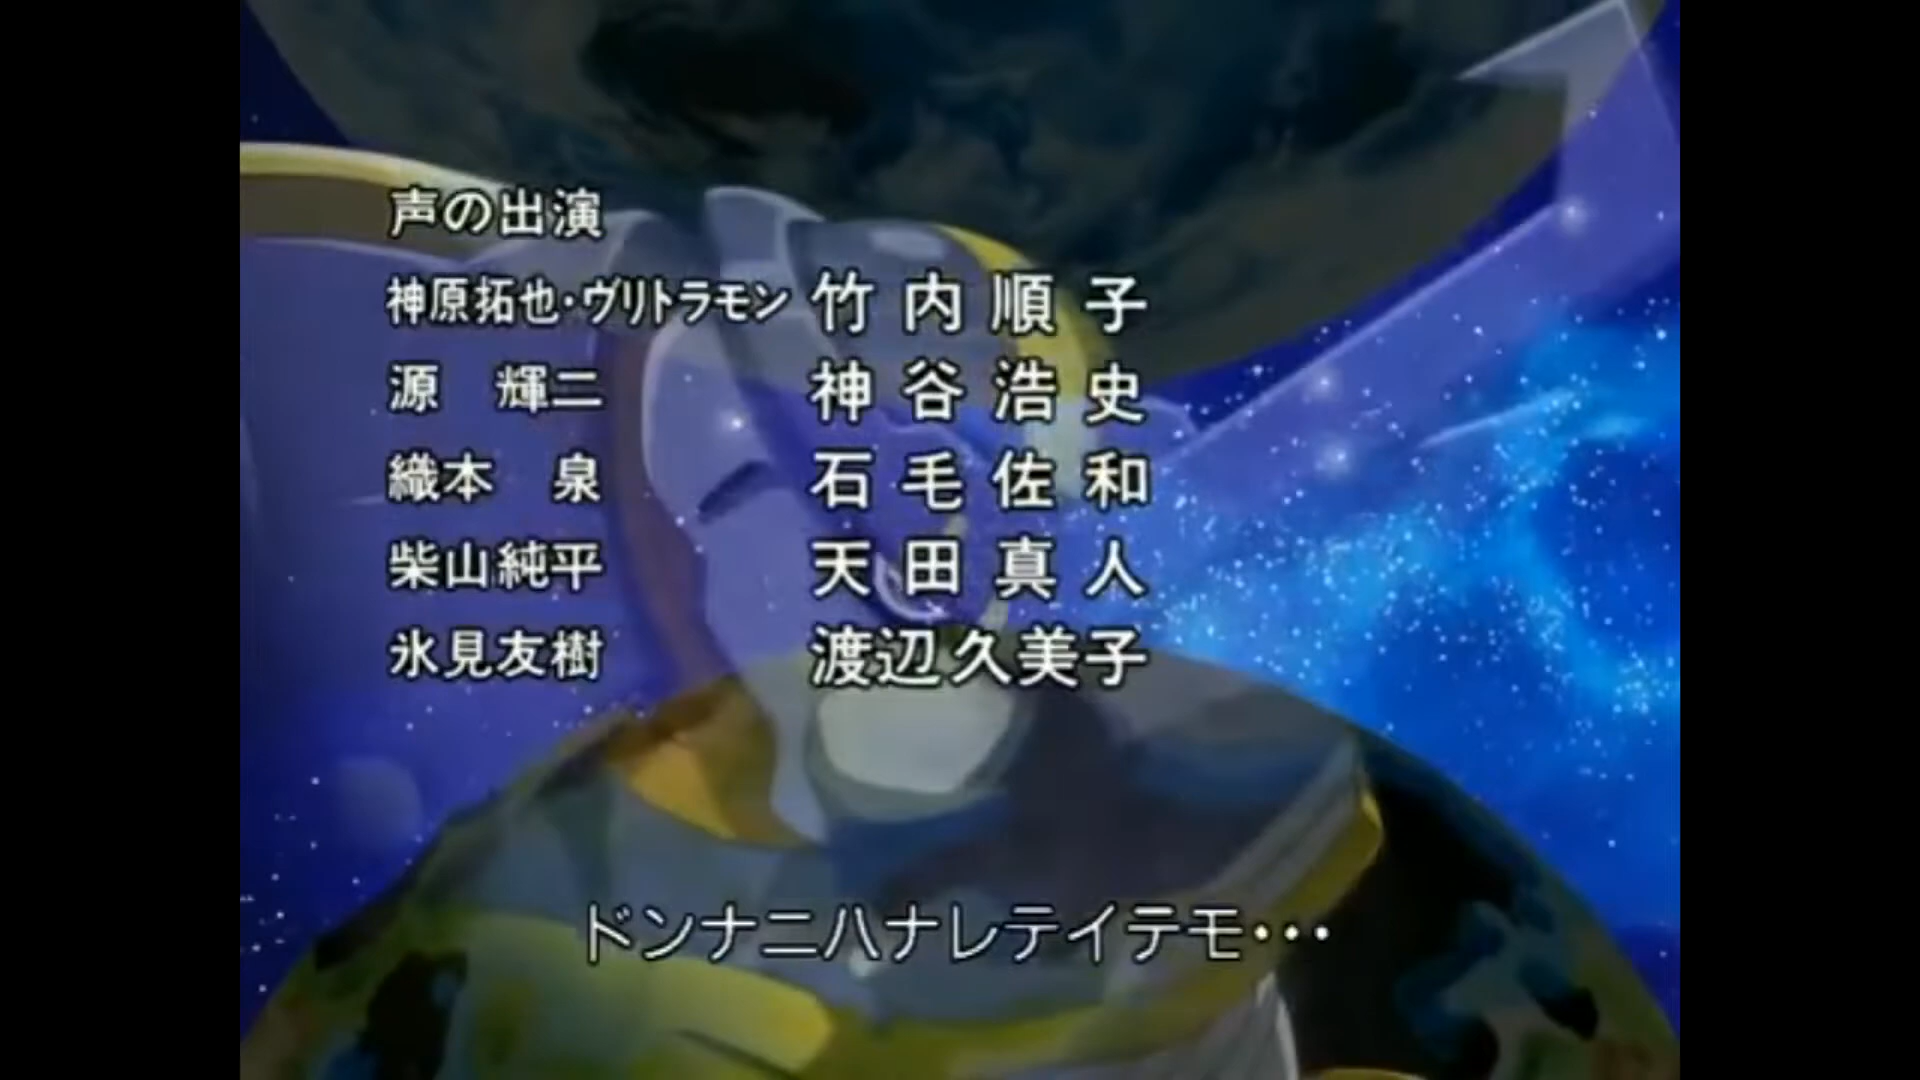 声の出演
神原拓也・ヴリトラモン 竹内順子
源 輝二 神谷浩史
織本 泉 石毛佐和
柴山純平 天田真人
氷見友樹 渡辺久美子
ドンナニハナレテイテモ・・・